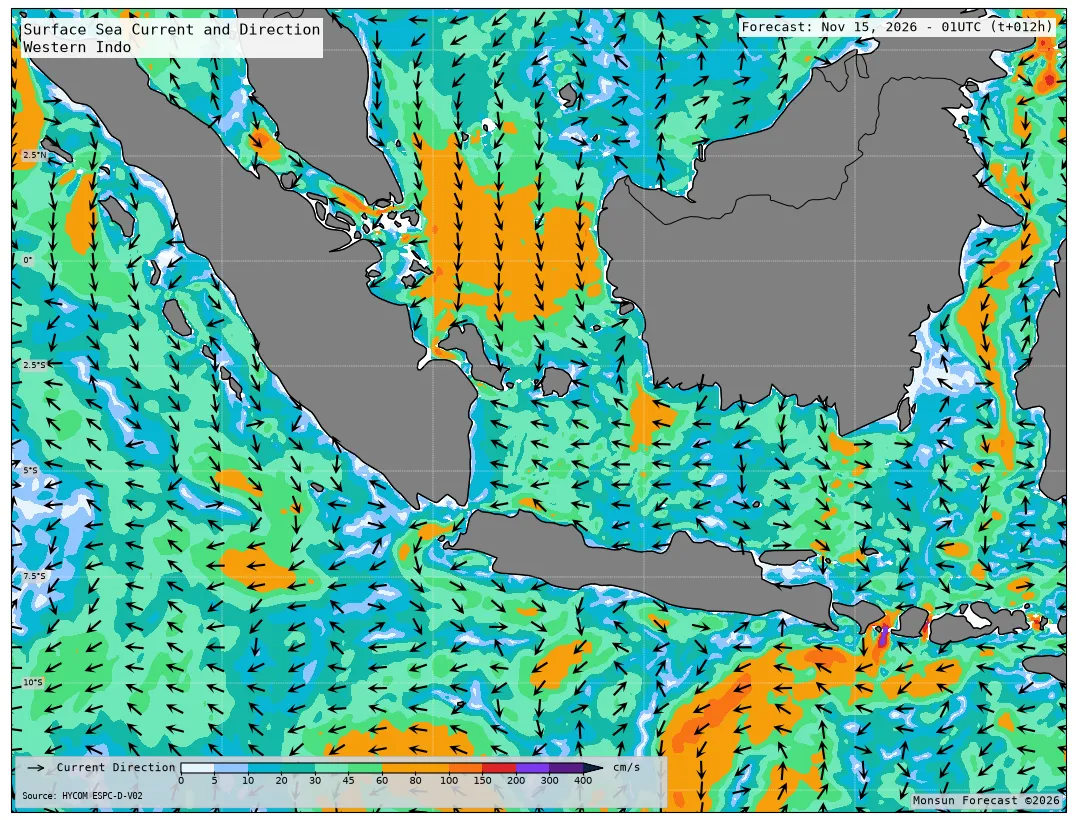 Surface Sea Current and Direction
Western Indo
Forecast: Nov 15, 2026 - 01UTC (t+012h)
2.5°N
0°
2.5°S
5°S
7.5°S
10°S
Current Direction
0 5 10 20 30 45 60 80 100 150 200 300 400 cm/s
Source: HYCOM ESPC-D-V02
Monsun Forecast ©2026